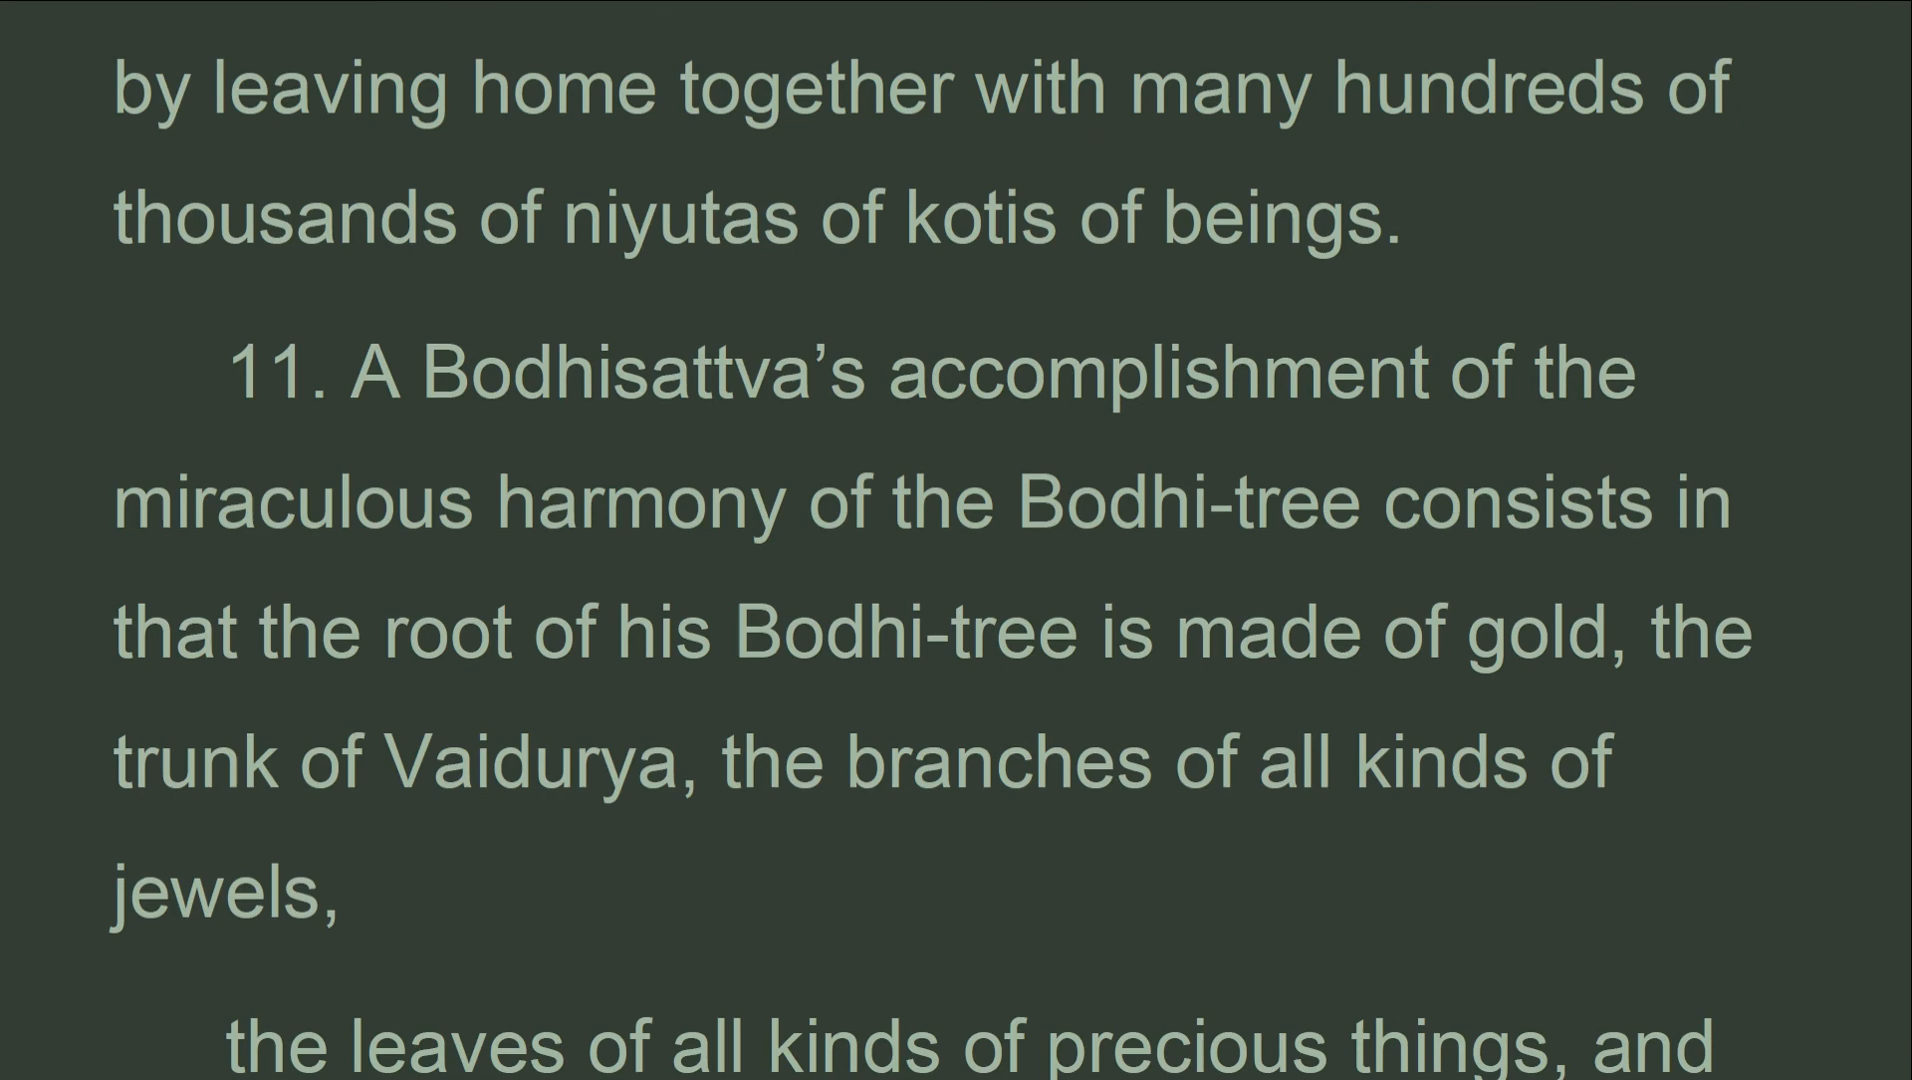 by leaving home together with many hundreds of
thousands of niyutas of kotis of beings.
11. A Bodhisattva’s accomplishment of the
miraculous harmony of the Bodhi-tree consists in
that the root of his Bodhi-tree is made of gold, the
trunk of Vaidurya, the branches of all kinds of
jewels,
the leaves of all kinds of precious things, and